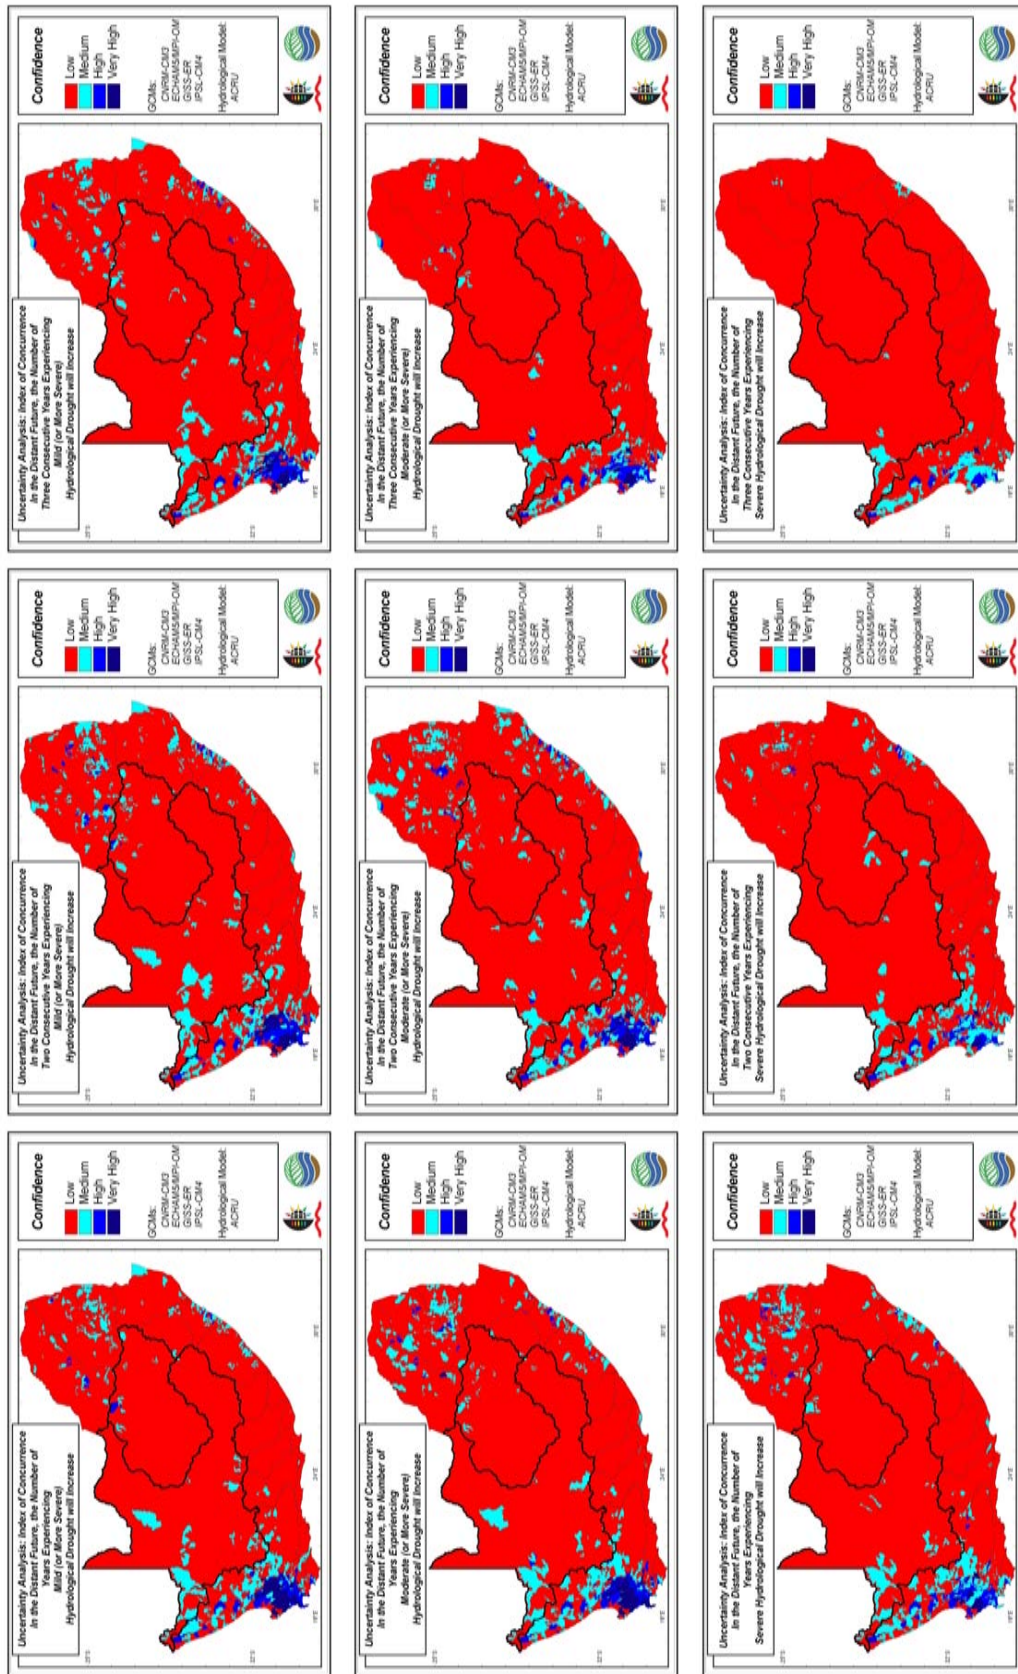 Uncertainty Analysis: Index of Concurrence
In the Distant Future, the Number of
Years Experiencing
Mild (or More Severe)
Hydrological Drought will Increase
Confidence
Low
Medium
High
Very High
GCMs:
CNRM-CM3
ECHAM5/MPI-OM
GISS-ER
IPSL-CM4
Hydrological Model:
ACRU
Uncertainty Analysis: Index of Concurrence
In the Distant Future, the Number of
Two Consecutive Years Experiencing
Mild (or More Severe)
Hydrological Drought will Increase
Confidence
Low
Medium
High
Very High
GCMs:
CNRM-CM3
ECHAM5/MPI-OM
GISS-ER
IPSL-CM4
Hydrological Model:
ACRU
Uncertainty Analysis: Index of Concurrence
In the Distant Future, the Number of
Three Consecutive Years Experiencing
Mild (or More Severe)
Hydrological Drought will Increase
Confidence
Low
Medium
High
Very High
GCMs:
CNRM-CM3
ECHAM5/MPI-OM
GISS-ER
IPSL-CM4
Hydrological Model:
ACRU
Uncertainty Analysis: Index of Concurrence
In the Distant Future, the Number of
Years Experiencing
Moderate (or More Severe)
Hydrological Drought will Increase
Confidence
Low
Medium
High
Very High
GCMs:
CNRM-CM3
ECHAM5/MPI-OM
GISS-ER
IPSL-CM4
Hydrological Model:
ACRU
Uncertainty Analysis: Index of Concurrence
In the Distant Future, the Number of
Two Consecutive Years Experiencing
Moderate (or More Severe)
Hydrological Drought will Increase
Confidence
Low
Medium
High
Very High
GCMs:
CNRM-CM3
ECHAM5/MPI-OM
GISS-ER
IPSL-CM4
Hydrological Model:
ACRU
Uncertainty Analysis: Index of Concurrence
In the Distant Future, the Number of
Three Consecutive Years Experiencing
Moderate (or More Severe)
Hydrological Drought will Increase
Confidence
Low
Medium
High
Very High
GCMs:
CNRM-CM3
ECHAM5/MPI-OM
GISS-ER
IPSL-CM4
Hydrological Model:
ACRU
Uncertainty Analysis: Index of Concurrence
In the Distant Future, the Number of
Years Experiencing
Severe Hydrological Drought will Increase
Confidence
Low
Medium
High
Very High
GCMs:
CNRM-CM3
ECHAM5/MPI-OM
GISS-ER
IPSL-CM4
Hydrological Model:
ACRU
Uncertainty Analysis: Index of Concurrence
In the Distant Future, the Number of
Two Consecutive Years Experiencing
Severe Hydrological Drought will Increase
Confidence
Low
Medium
High
Very High
GCMs:
CNRM-CM3
ECHAM5/MPI-OM
GISS-ER
IPSL-CM4
Hydrological Model:
ACRU
Uncertainty Analysis: Index of Concurrence
In the Distant Future, the Number of
Three Consecutive Years Experiencing
Severe Hydrological Drought will Increase
Confidence
Low
Medium
High
Very High
GCMs:
CNRM-CM3
ECHAM5/MPI-OM
GISS-ER
IPSL-CM4
Hydrological Model:
ACRU